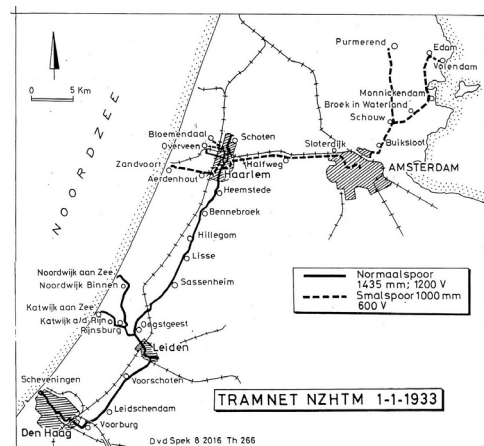 Purmerend
Edam
Volendam
Monnickendam
Broek in Waterland
Schouw
Buiksloot
AMSTERDAM
Sloterdijk
Halfweg
Schoten
Bloemendaal
Overveen
Zandvoort
Aerdenhout
Haarlem
Heemstede
Bennebroek
Hillegom
Lisse
Sassenheim
Noordwijk aan Zee
Noordwijk Binnen
Katwijk aan Zee
Katwijk a/d Rijn
Rijnsburg
Oegstgeest
Leiden
Voorschoten
Leidschendam
Voorburg
Scheveningen
Den Haag
NOORDZEE
0 5 Km
Normaalspoor
1435 mm; 1200 V
Smalspoor 1000 mm
600 V
TRAMNET NZHTM 1-1-1933
Dvd Spek 8 2016 Th 266